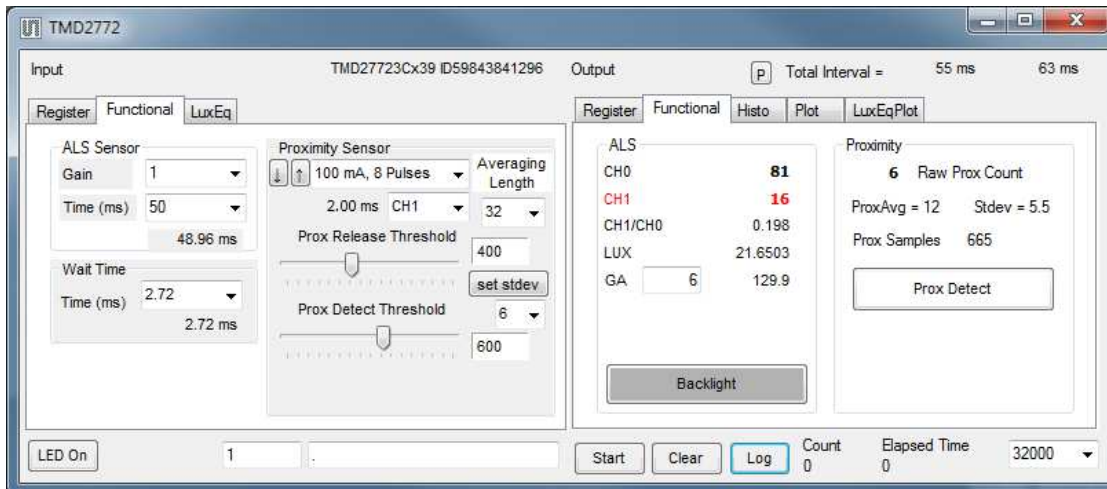 TMD2772
Input
TMD27723Cx39 ID59843841296
Register Functional LuxEq
ALS Sensor
Gain 1
Time (ms) 50
48.96 ms
Wait Time
Time (ms) 2.72
2.72 ms
Proximity Sensor
↓ ↑ 100 mA, 8 Pulses
2.00 ms CH1
Averaging
Length
32
Prox Release Threshold
400
set stdev
Prox Detect Threshold
6
600
LED On 1 .
Output P Total Interval = 55 ms 63 ms
Register Functional Histo Plot LuxEqPlot
ALS
CH0 81
CH1 16
CH1/CH0 0.198
LUX 21.6503
GA 6 129.9
Backlight
Proximity
6 Raw Prox Count
ProxAvg = 12 Stdev = 5.5
Prox Samples 665
Prox Detect
Start Clear Log
Count
0
Elapsed Time
0
32000